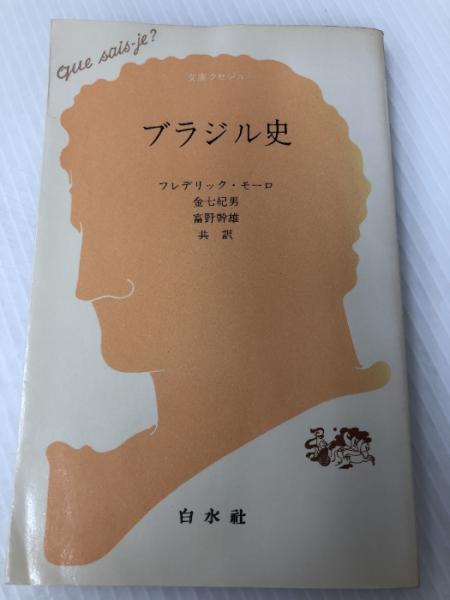 que sais-je?
文庫クセジュ
ブラジル史
フレデリック・モーロ
金七紀男
富野幹雄
共訳
白水社